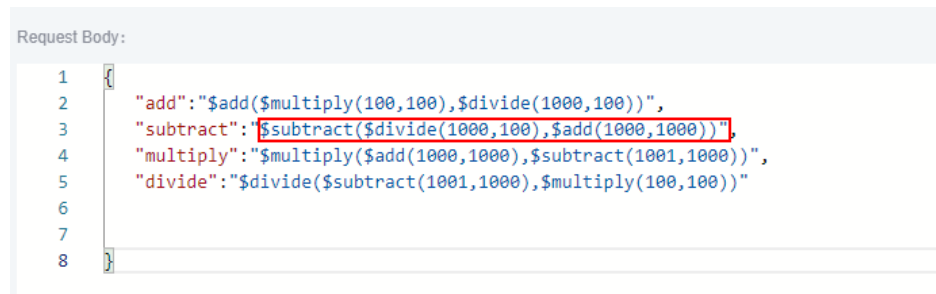 Request Body:
1 {
2 "add":"$add($multiply(100,100),$divide(1000,100))",
3 "subtract":"$subtract($divide(1000,100),$add(1000,1000))",
4 "multiply":"$multiply($add(1000,1000),$subtract(1001,1000))",
5 "divide":"$divide($subtract(1001,1000),$multiply(100,100))"
6
7
8 }